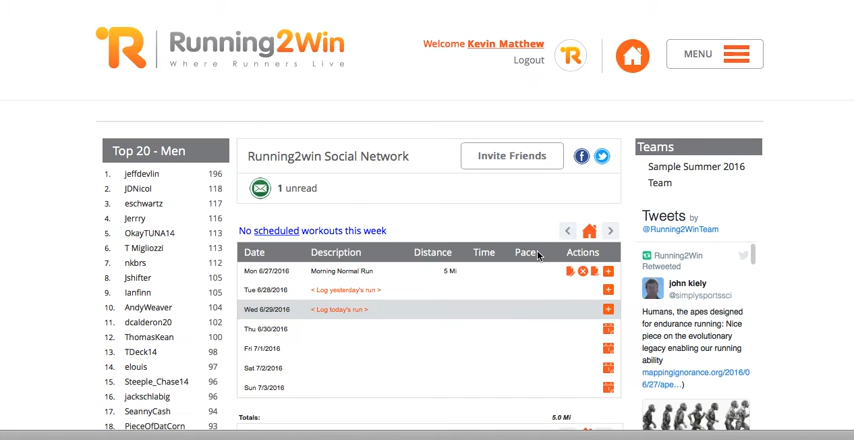 Running2Win
Where Runners Live
Welcome Kevin Matthew
Logout
MENU
Top 20 - Men
1. jeffdevlin 196
2. JDNicol 118
3. eschwartz 117
4. Jerrry 116
5. OkayTUNA14 113
6. T Migliozzi 113
7. nkbrs 112
8. Jshifter 105
9. Ianfinn 105
10. AndyWeaver 104
11. dcalderon20 102
12. ThomasKean 100
13. TDeck14 98
14. elouis 97
15. Steeple_Chase14 96
16. jackschlabig 96
17. SeannyCash 94
18. PieceOfDatCorn 93
Running2win Social Network
Invite Friends
1 unread
No scheduled workouts this week
Date Description Distance Time Pace Actions
Mon 6/27/2016 Morning Normal Run 5 Mi
Tue 6/28/2016 < Log yesterday's run >
Wed 6/29/2016 < Log today's run >
Thu 6/30/2016
Fri 7/1/2016
Sat 7/2/2016
Sun 7/3/2016
Totals: 5.0 Mi
Teams
Sample Summer 2016
Team
Tweets by
@Running2WinTeam
Running2Win
Retweeted
john kiely
@simplysportssci
Humans, the apes designed
for endurance running: Nice
piece on the evolutionary
legacy enabling our running
ability
mappingignorance.org/2016/0
6/27/ape…)